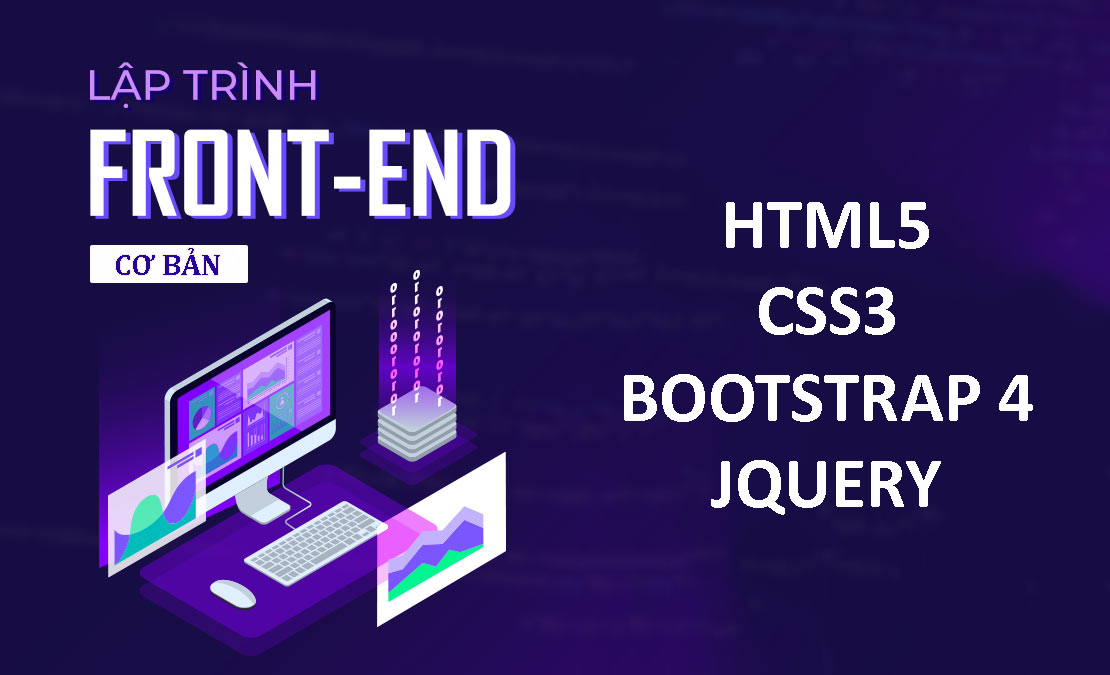 LẬP TRÌNH
FRONT-END
CƠ BẢN
HTML5
CSS3
BOOTSTRAP 4
JQUERY